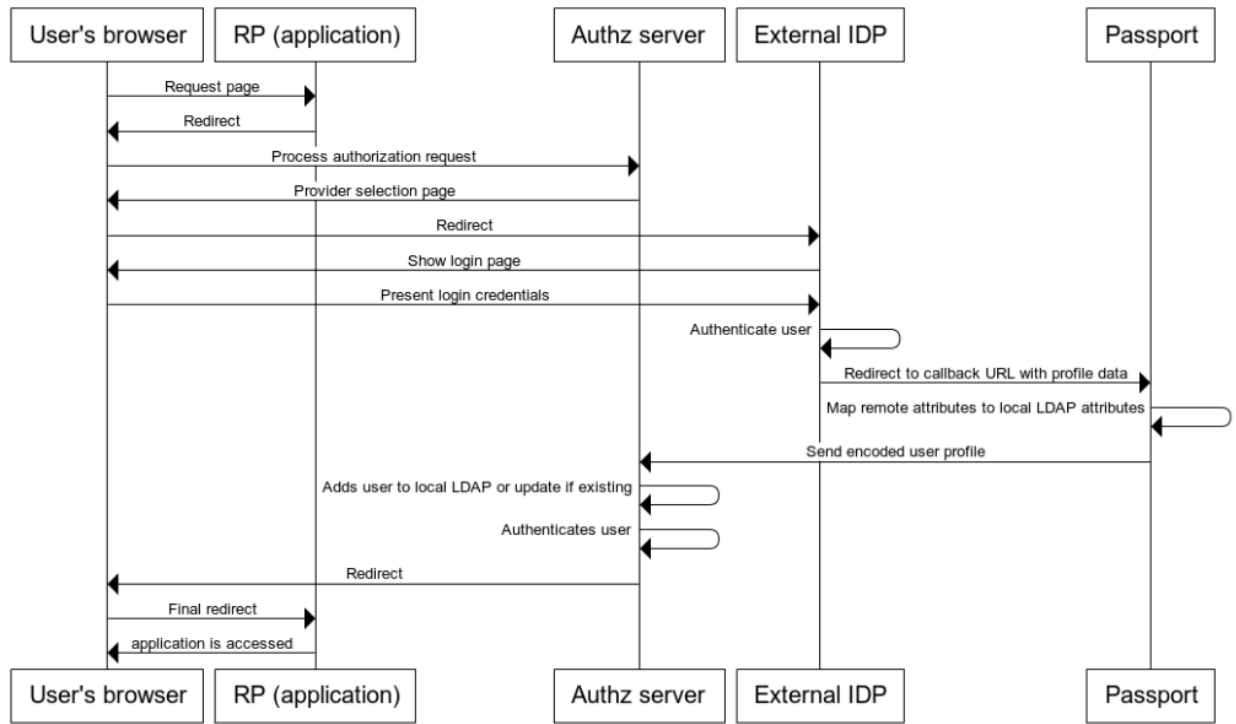 User's browser
RP (application)
Authz server
External IDP
Passport
Request page
Redirect
Process authorization request
Provider selection page
Redirect
Show login page
Present login credentials
Authenticate user
Redirect to callback URL with profile data
Map remote attributes to local LDAP attributes
Send encoded user profile
Adds user to local LDAP or update if existing
Authenticates user
Redirect
Final redirect
application is accessed
User's browser
RP (application)
Authz server
External IDP
Passport